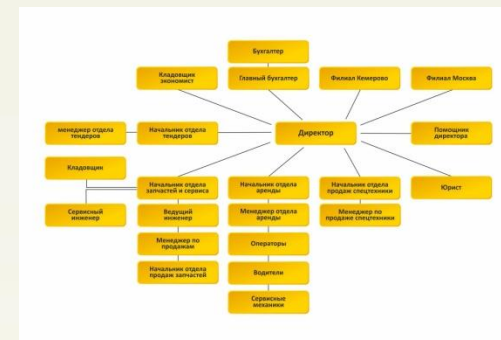 Бухгалтер
Кладовщик
экономист
Главный бухгалтер
Филиал Кемерово
Филиал Москва
менеджер отдела
тендеров
Начальник отдела
тендеров
Директор
Помощник
директора
Кладовщик
Начальник отдела
запчастей и сервиса
Начальник отдела
аренды
Начальник отдела
продаж спецтехники
Юрист
Сервисный
инженер
Ведущий
инженер
Менеджер отдела
аренды
Менеджер по
продаже спецтехники
Менеджер по
продажам
Операторы
Начальник отдела
продаж запчастей
Водители
Сервисные
механики